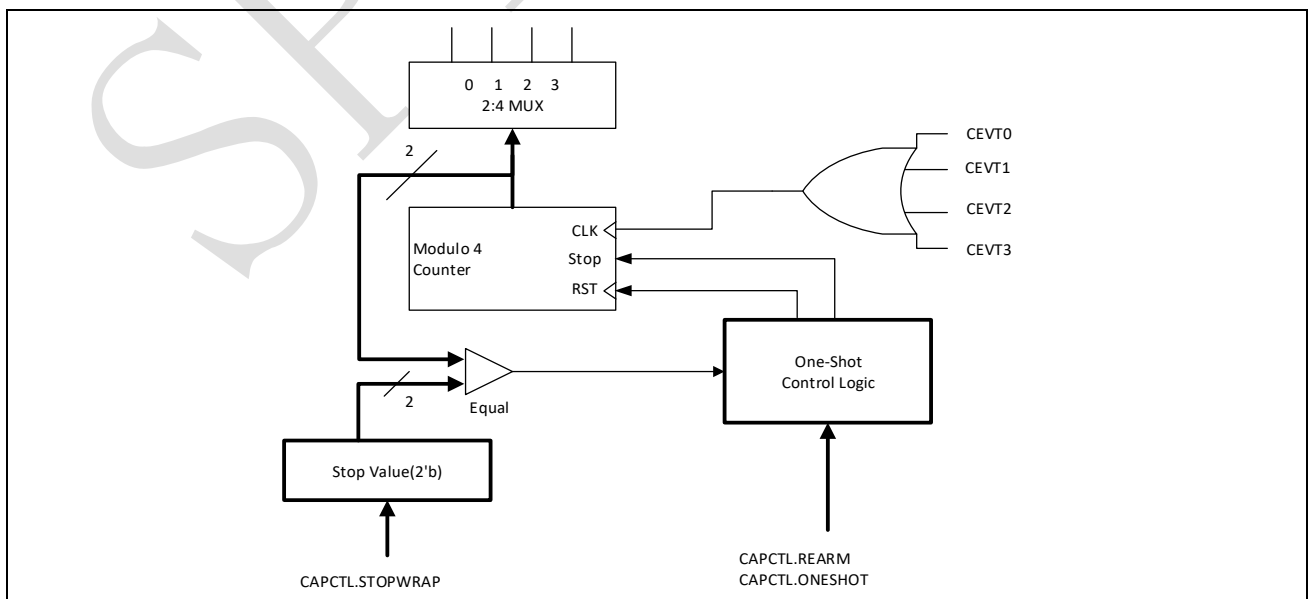 0 1 2 3
2:4 MUX
2
CEVT0
CEVT1
CEVT2
CEVT3
CLK
Modulo 4
Counter
Stop
RST
One-Shot
Control Logic
2
Equal
Stop Value(2'b)
CAPCTL.STOPWRAP
CAPCTL.REARM
CAPCTL.ONESHOT